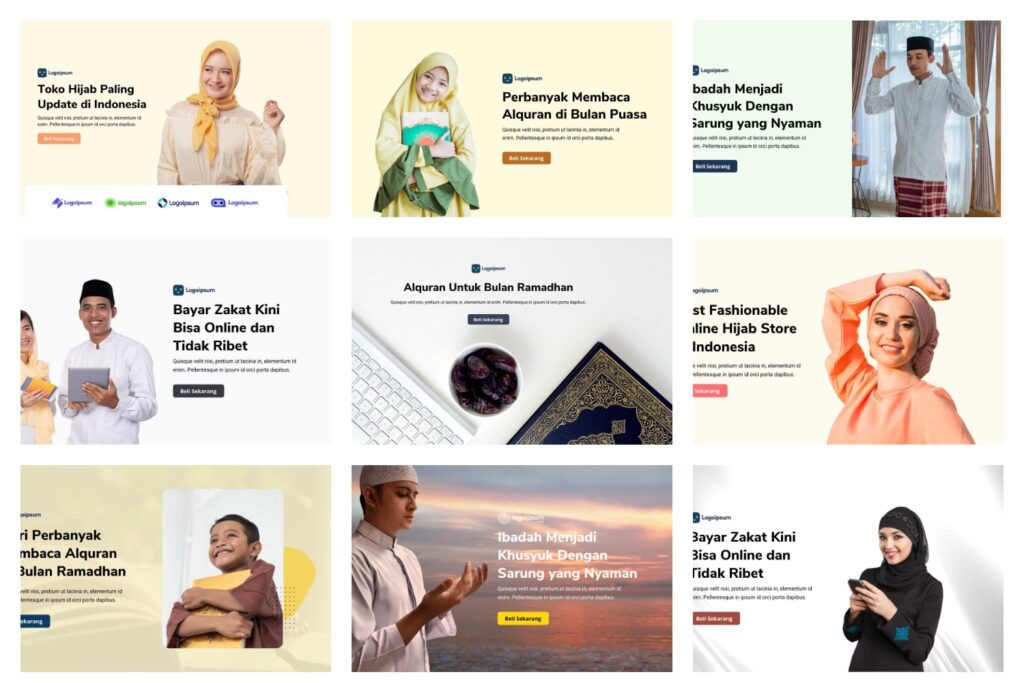 Logoipsum
Toko Hijab Paling
Update di Indonesia
Quisque velit nisi, pretium ut lacinia in, elementum id
enim. Pellentesque in ipsum id orci porta dapibus.
Beli Sekarang
Logoipsum
logoipsum
Logoipsum
Logoipsum
Logoipsum
Perbanyak Membaca
Alquran di Bulan Puasa
Quisque velit nisi, pretium ut lacinia in, elementum id
enim. Pellentesque in ipsum id orci porta dapibus.
Beli Sekarang
Logoipsum
badah Menjadi
Khusyuk Dengan
Sarung yang Nyaman
isque velit nisi, pretium ut lacinia in, elementum id
im. Pellentesque in ipsum id orci porta dapibus.
Beli Sekarang
Logoipsum
Bayar Zakat Kini
Bisa Online dan
Tidak Ribet
Quisque velit nisi, pretium ut lacinia in, elementum id
enim. Pellentesque in ipsum id orci porta dapibus.
Beli Sekarang
Logoipsum
Alquran Untuk Bulan Ramadhan
Quisque velit nisi, pretium ut lacinia in, elementum id enim. Pellentesque in ipsum id orci porta dapibus.
Beli Sekarang
ogoipsum
st Fashionable
line Hijab Store
Indonesia
ue velit nisi, pretium ut lacinia in, elementum id
Pellentesque in ipsum id orci porta dapibus.
Sekarang
oipsum
ri Perbanyak
mbaca Alquran
Bulan Ramadhan
velit nisi, pretium ut lacinia in, elementum id
ellentesque in ipsum id orci porta dapibus.
ekarang
logoipsum
Ibadah Menjadi
Khusyuk Dengan
Sarung yang Nyaman
Quisque velit nisi, pretium ut lacinia in, elementum id
enim. Pellentesque in ipsum id orci porta dapibus.
Beli Sekarang
Logoipsum
Bayar Zakat Kini
Bisa Online dan
Tidak Ribet
isque velit nisi, pretium ut lacinia in, elementum id
im. Pellentesque in ipsum id orci porta dapibus.
Beli Sekarang